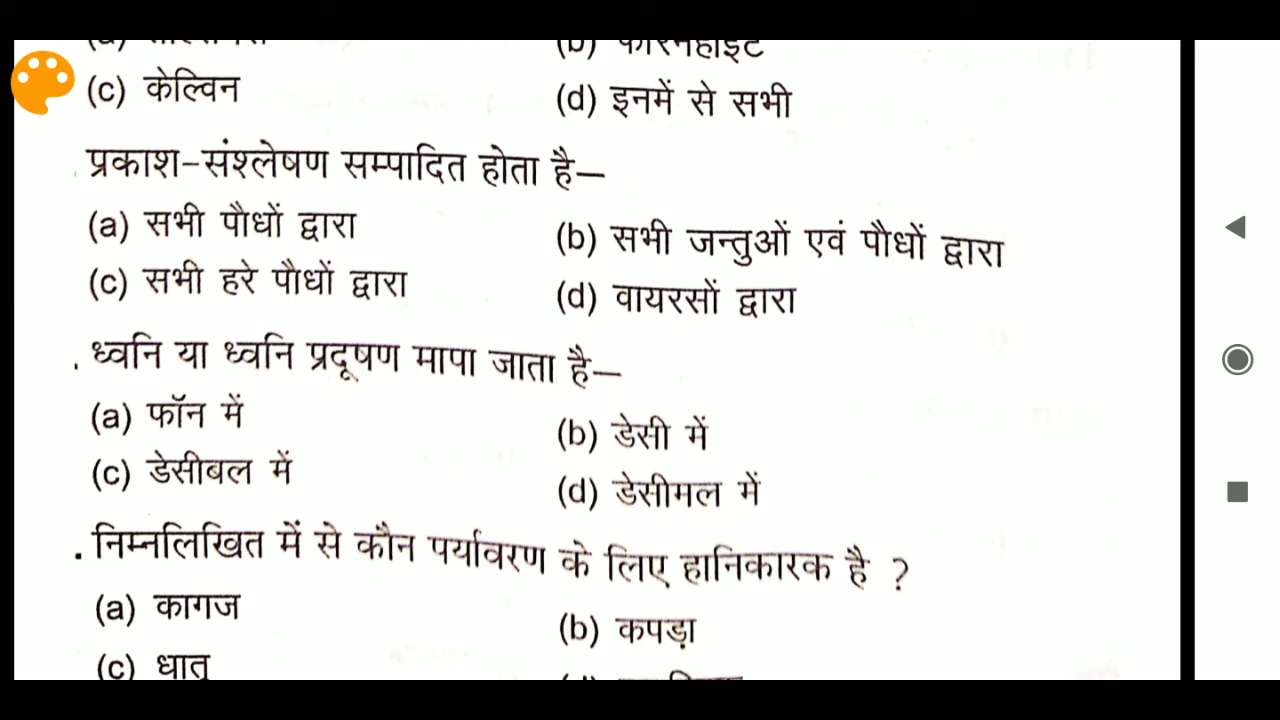 (c) केल्विन (d) इनमें से सभी
प्रकाश-संश्लेषण सम्पादित होता है—
(a) सभी पौधों द्वारा (b) सभी जन्तुओं एवं पौधों द्वारा
(c) सभी हरे पौधों द्वारा (d) वायरसों द्वारा
. ध्वनि या ध्वनि प्रदूषण मापा जाता है—
(a) फॉन में (b) डेसी में
(c) डेसीबल में (d) डेसीमल में
. निम्नलिखित में से कौन पर्यावरण के लिए हानिकारक है ?
(a) कागज (b) कपड़ा
(c) धातु